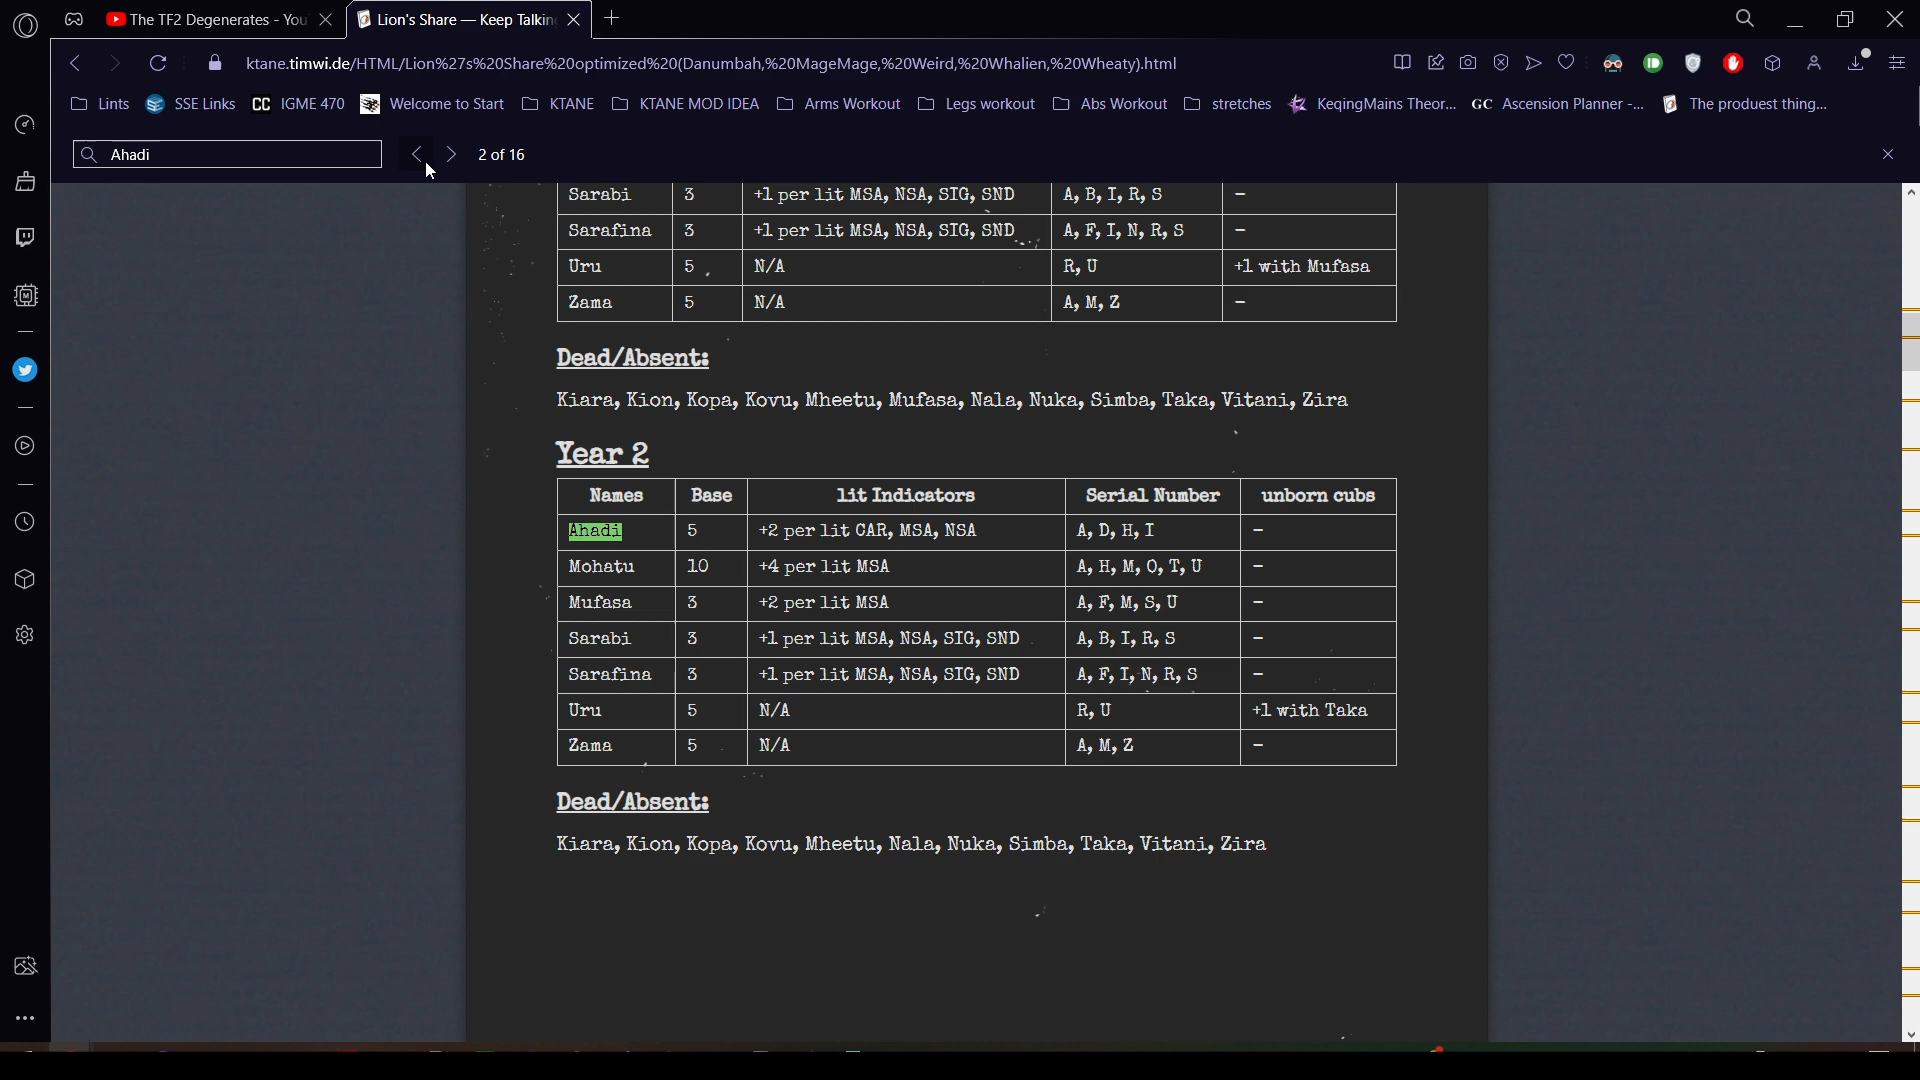 The TF2 Degenerates - You
Lion's Share — Keep Talkin
ktane.timwi.de/HTML/Lion%27s%20Share%20optimized%20(Danumbah,%20MageMage,%20Weird,%20Whalien,%20Wheaty).html
Lints SSE Links CC IGME 470 Welcome to Start KTANE KTANE MOD IDEA Arms Workout Legs workout Abs Workout stretches KeqingMains Theor... GC Ascension Planner -... The produest thing...
Ahadi 2 of 16
Sarabi 3 +1 per lit MSA, NSA, SIG, SND A, B, I, R, S -
Sarafina 3 +1 per lit MSA, NSA, SIG, SND A, F, I, N, R, S -
Uru 5 N/A R, U +1 with Mufasa
Zama 5 N/A A, M, Z -
Dead/Absent:
Kiara, Kion, Kopa, Kovu, Mheetu, Mufasa, Nala, Nuka, Simba, Taka, Vitani, Zira
Year 2
Names Base lit Indicators Serial Number unborn cubs
Ahadi 5 +2 per lit CAR, MSA, NSA A, D, H, I -
Mohatu 10 +4 per lit MSA A, H, M, O, T, U -
Mufasa 3 +2 per lit MSA A, F, M, S, U -
Sarabi 3 +1 per lit MSA, NSA, SIG, SND A, B, I, R, S -
Sarafina 3 +1 per lit MSA, NSA, SIG, SND A, F, I, N, R, S -
Uru 5 N/A R, U +1 with Taka
Zama 5 N/A A, M, Z -
Dead/Absent:
Kiara, Kion, Kopa, Kovu, Mheetu, Nala, Nuka, Simba, Taka, Vitani, Zira